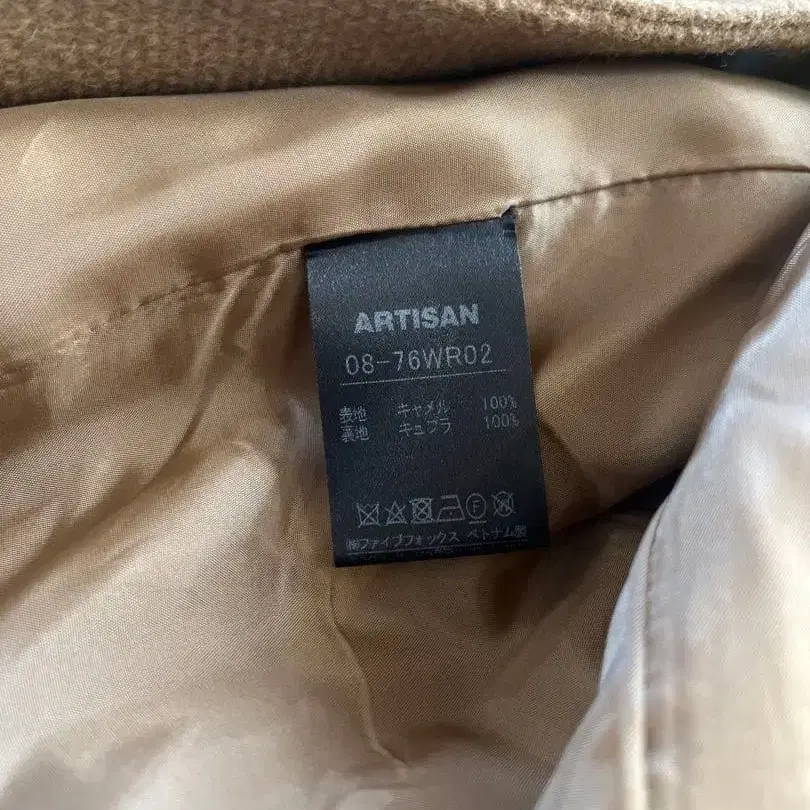 ARTISAN
08-76WR02
表地 キャメル 100%
裏地 キュプラ 100%
㈱ファイブフォックス ベトナム製